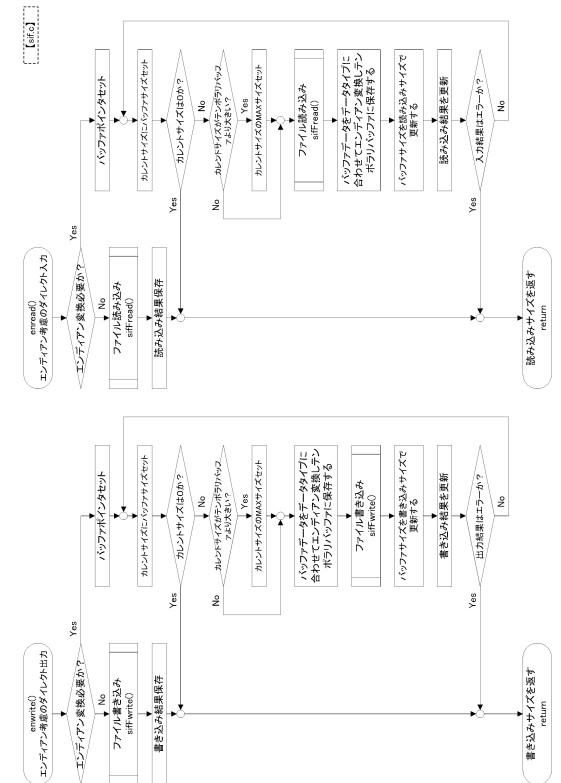 【sif.c】
enwrite()
エンディアン考慮のダイレクト出力
エンディアン変換必要か?
Yes
No
ファイル書き込み
sifFwrite()
書き込み結果保存
バッファポインタセット
カレントサイズにバッファサイズセット
カレントサイズは0か?
Yes
No
カレンドサイズがテンポラリバッフ
ァより大きい?
No
Yes
カレントサイズのMAXサイズセット
バッファデータをデータタイプに
合わせてエンディアン変換しテン
ポラリバッファに保存する
ファイル書き込み
sifFwrite()
バッファサイズを書き込みサイズで
更新する
書き込み結果を更新
出力結果はエラーか?
Yes
No
書き込みサイズを返す
return
enread()
エンディアン考慮のダイレクト入力
エンディアン変換必要か?
Yes
No
ファイル読み込み
sifFread()
読み込み結果保存
バッファポインタセット
カレントサイズにバッファサイズセット
カレントサイズは0か?
Yes
No
カレンドサイズがテンポラリバッフ
ァより大きい?
No
Yes
カレントサイズのMAXサイズセット
ファイル読み込み
sifFread()
バッファデータをデータタイプに
合わせてエンディアン変換しテン
ポラリバッファに保存する
バッファサイズを読み込みサイズで
更新する
読み込み結果を更新
入力結果はエラーか?
Yes
No
読み込みサイズを返す
return